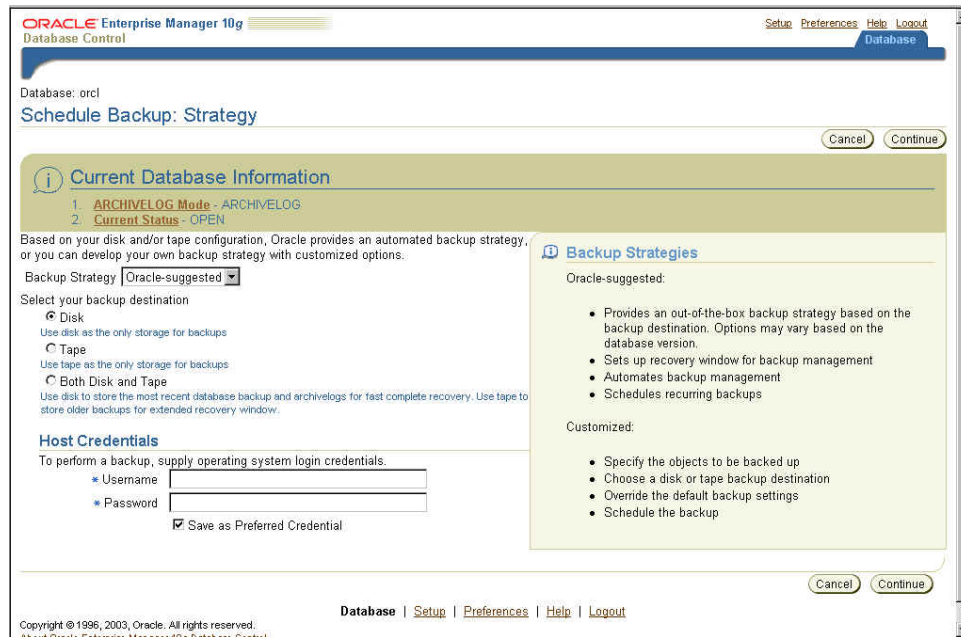 ORACLE Enterprise Manager 10g
Database Control
Setup Preferences Help Logout
Database
Database: orcl
Schedule Backup: Strategy
Cancel Continue
i Current Database Information
1. ARCHIVELOG Mode - ARCHIVELOG
2. Current Status - OPEN
Based on your disk and/or tape configuration, Oracle provides an automated backup strategy,
or you can develop your own backup strategy with customized options.
Backup Strategy Oracle-suggested
Select your backup destination
Disk
Use disk as the only storage for backups
Tape
Use tape as the only storage for backups
Both Disk and Tape
Use disk to store the most recent database backup and archivelogs for fast complete recovery. Use tape to
store older backups for extended recovery window.
Host Credentials
To perform a backup, supply operating system login credentials.
* Username
* Password
Save as Preferred Credential
i Backup Strategies
Oracle-suggested:
• Provides an out-of-the-box backup strategy based on the
backup destination. Options may vary based on the
database version.
• Sets up recovery window for backup management
• Automates backup management
• Schedules recurring backups
Customized:
• Specify the objects to be backed up
• Choose a disk or tape backup destination
• Override the default backup settings
• Schedule the backup
Cancel Continue
Database | Setup | Preferences | Help | Logout
Copyright © 1996, 2003, Oracle. All rights reserved.
About Oracle Enterprise Manager 10g Database Control